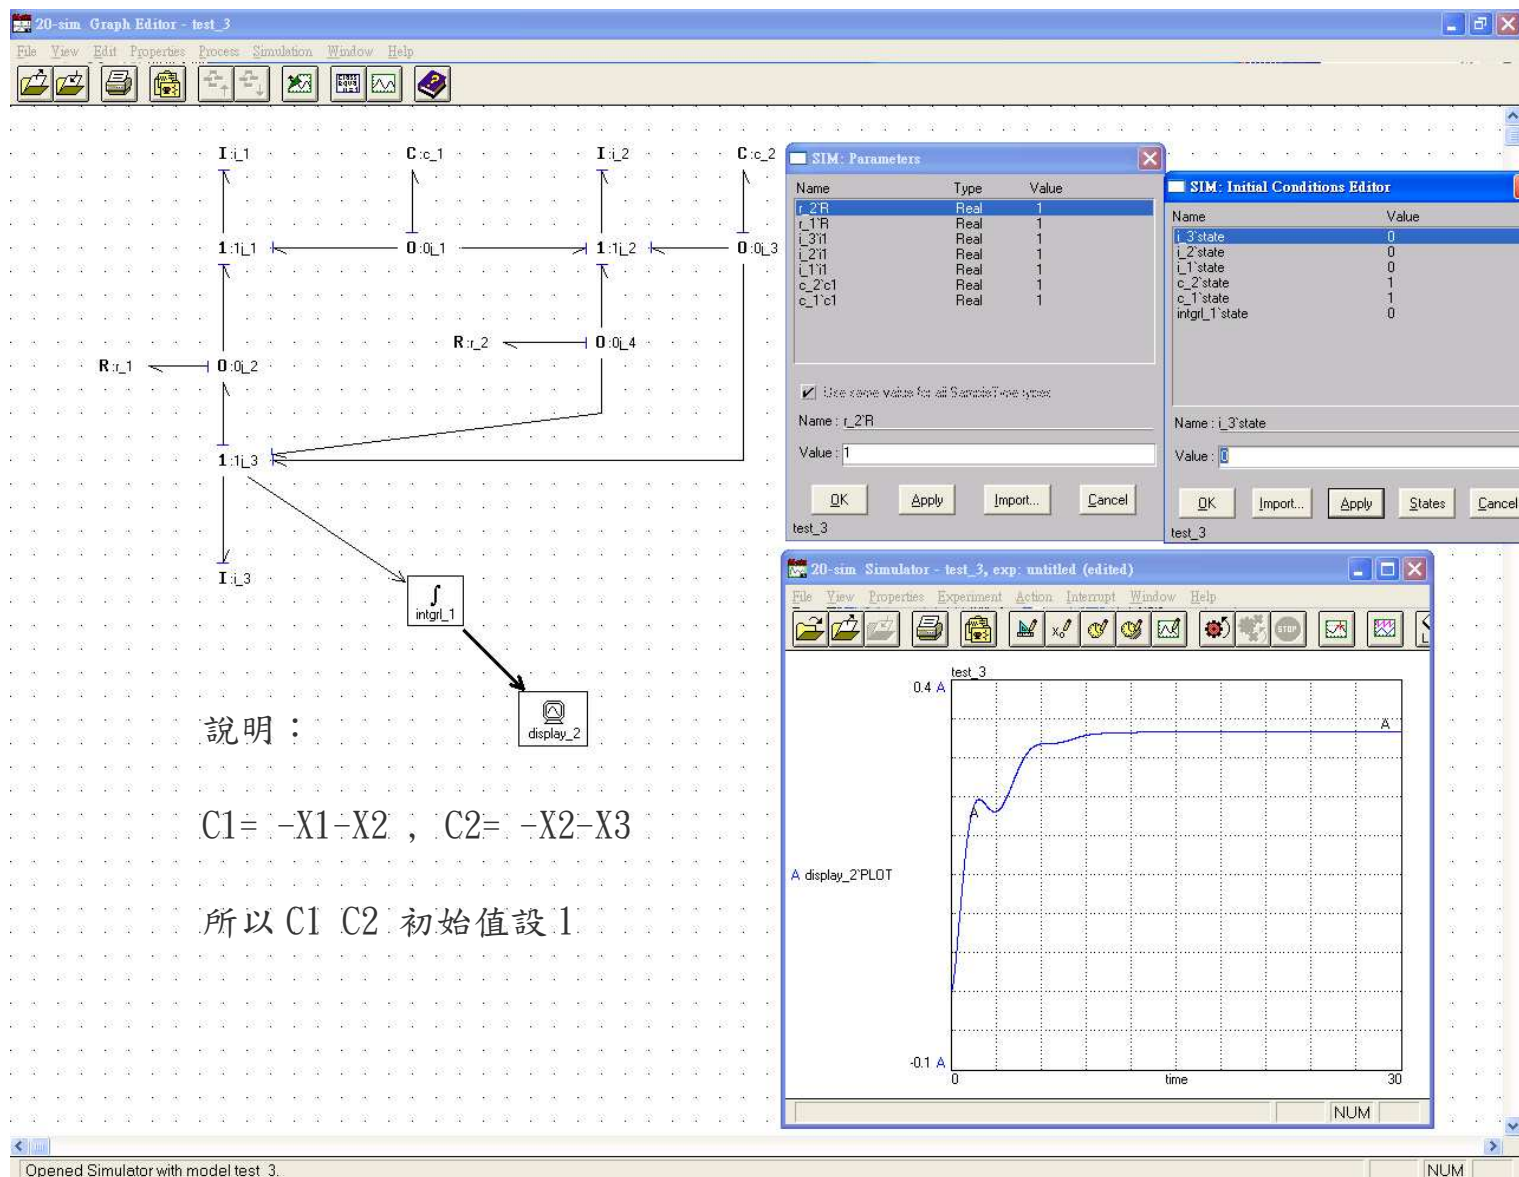 20-sim Graph Editor - test_3
File View Edit Properties Process Simulation Window Help
I :i_1
C :c_1
I :i_2
C :c_2
1 :1j_1
0 :0j_1
1 :1j_2
0 :0j_3
R :r_2
0 :0j_4
R :r_1
0 :0j_2
1 :1j_3
I :i_3
∫
intgrl_1
display_2
說明：
C1= -X1-X2 , C2= -X2-X3
所以 C1 C2 初始值設 1
SIM: Parameters
Name Type Value
r_2`R Real 1
r_1`R Real 1
i_3`i1 Real 1
i_2`i1 Real 1
i_1`i1 Real 1
c_2`c1 Real 1
c_1`c1 Real 1
Use same value for all SampleTime types
Name : r_2`R
Value : 1
OK Apply Import... Cancel
test_3
SIM: Initial Conditions Editor
Name Value
i_3`state 0
i_2`state 0
i_1`state 0
c_2`state 1
c_1`state 1
intgrl_1`state 0
Name : i_3`state
Value : 0
OK Import... Apply States Cancel
test_3
20-sim Simulator - test_3, exp: untitled (edited)
File View Properties Experiment Action Interrupt Window Help
STOP
test_3
0.4 A
A
A
A display_2`PLOT
-0.1 A
0 time 30
NUM
Opened Simulator with model test_3.
NUM